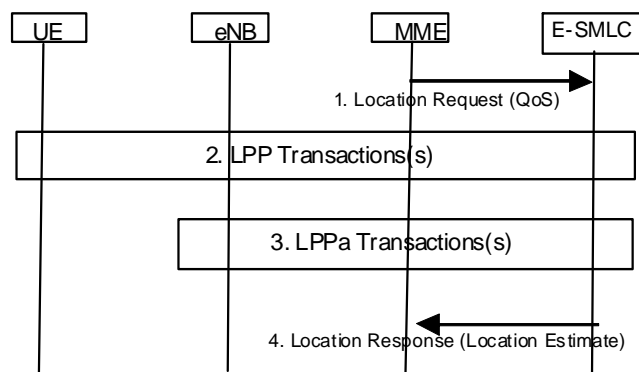 UE
eNB
MME
E-SMLC
1. Location Request (QoS)
2. LPP Transactions(s)
3. LPPa Transactions(s)
4. Location Response (Location Estimate)